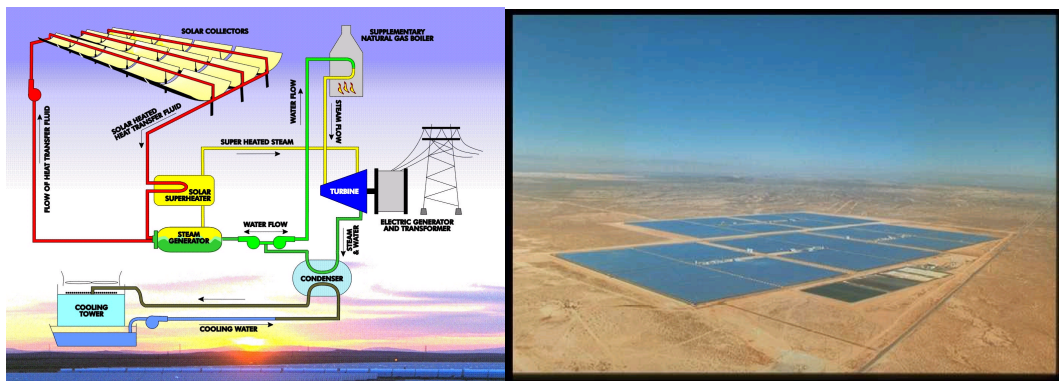 SOLAR COLLECTORS
SUPPLEMENTARY
NATURAL GAS BOILER
FLOW OF HEAT TRANSFER FLUID
SOLAR HEATED
HEAT TRANSFER FLUID
WATER FLOW
STEAM FLOW
SUPER HEATED STEAM
SOLAR
SUPERHEATER
TURBINE
ELECTRIC GENERATOR
AND TRANSFORMER
STEAM
GENERATOR
WATER FLOW
STEAM
& WATER
CONDENSER
COOLING
TOWER
COOLING WATER